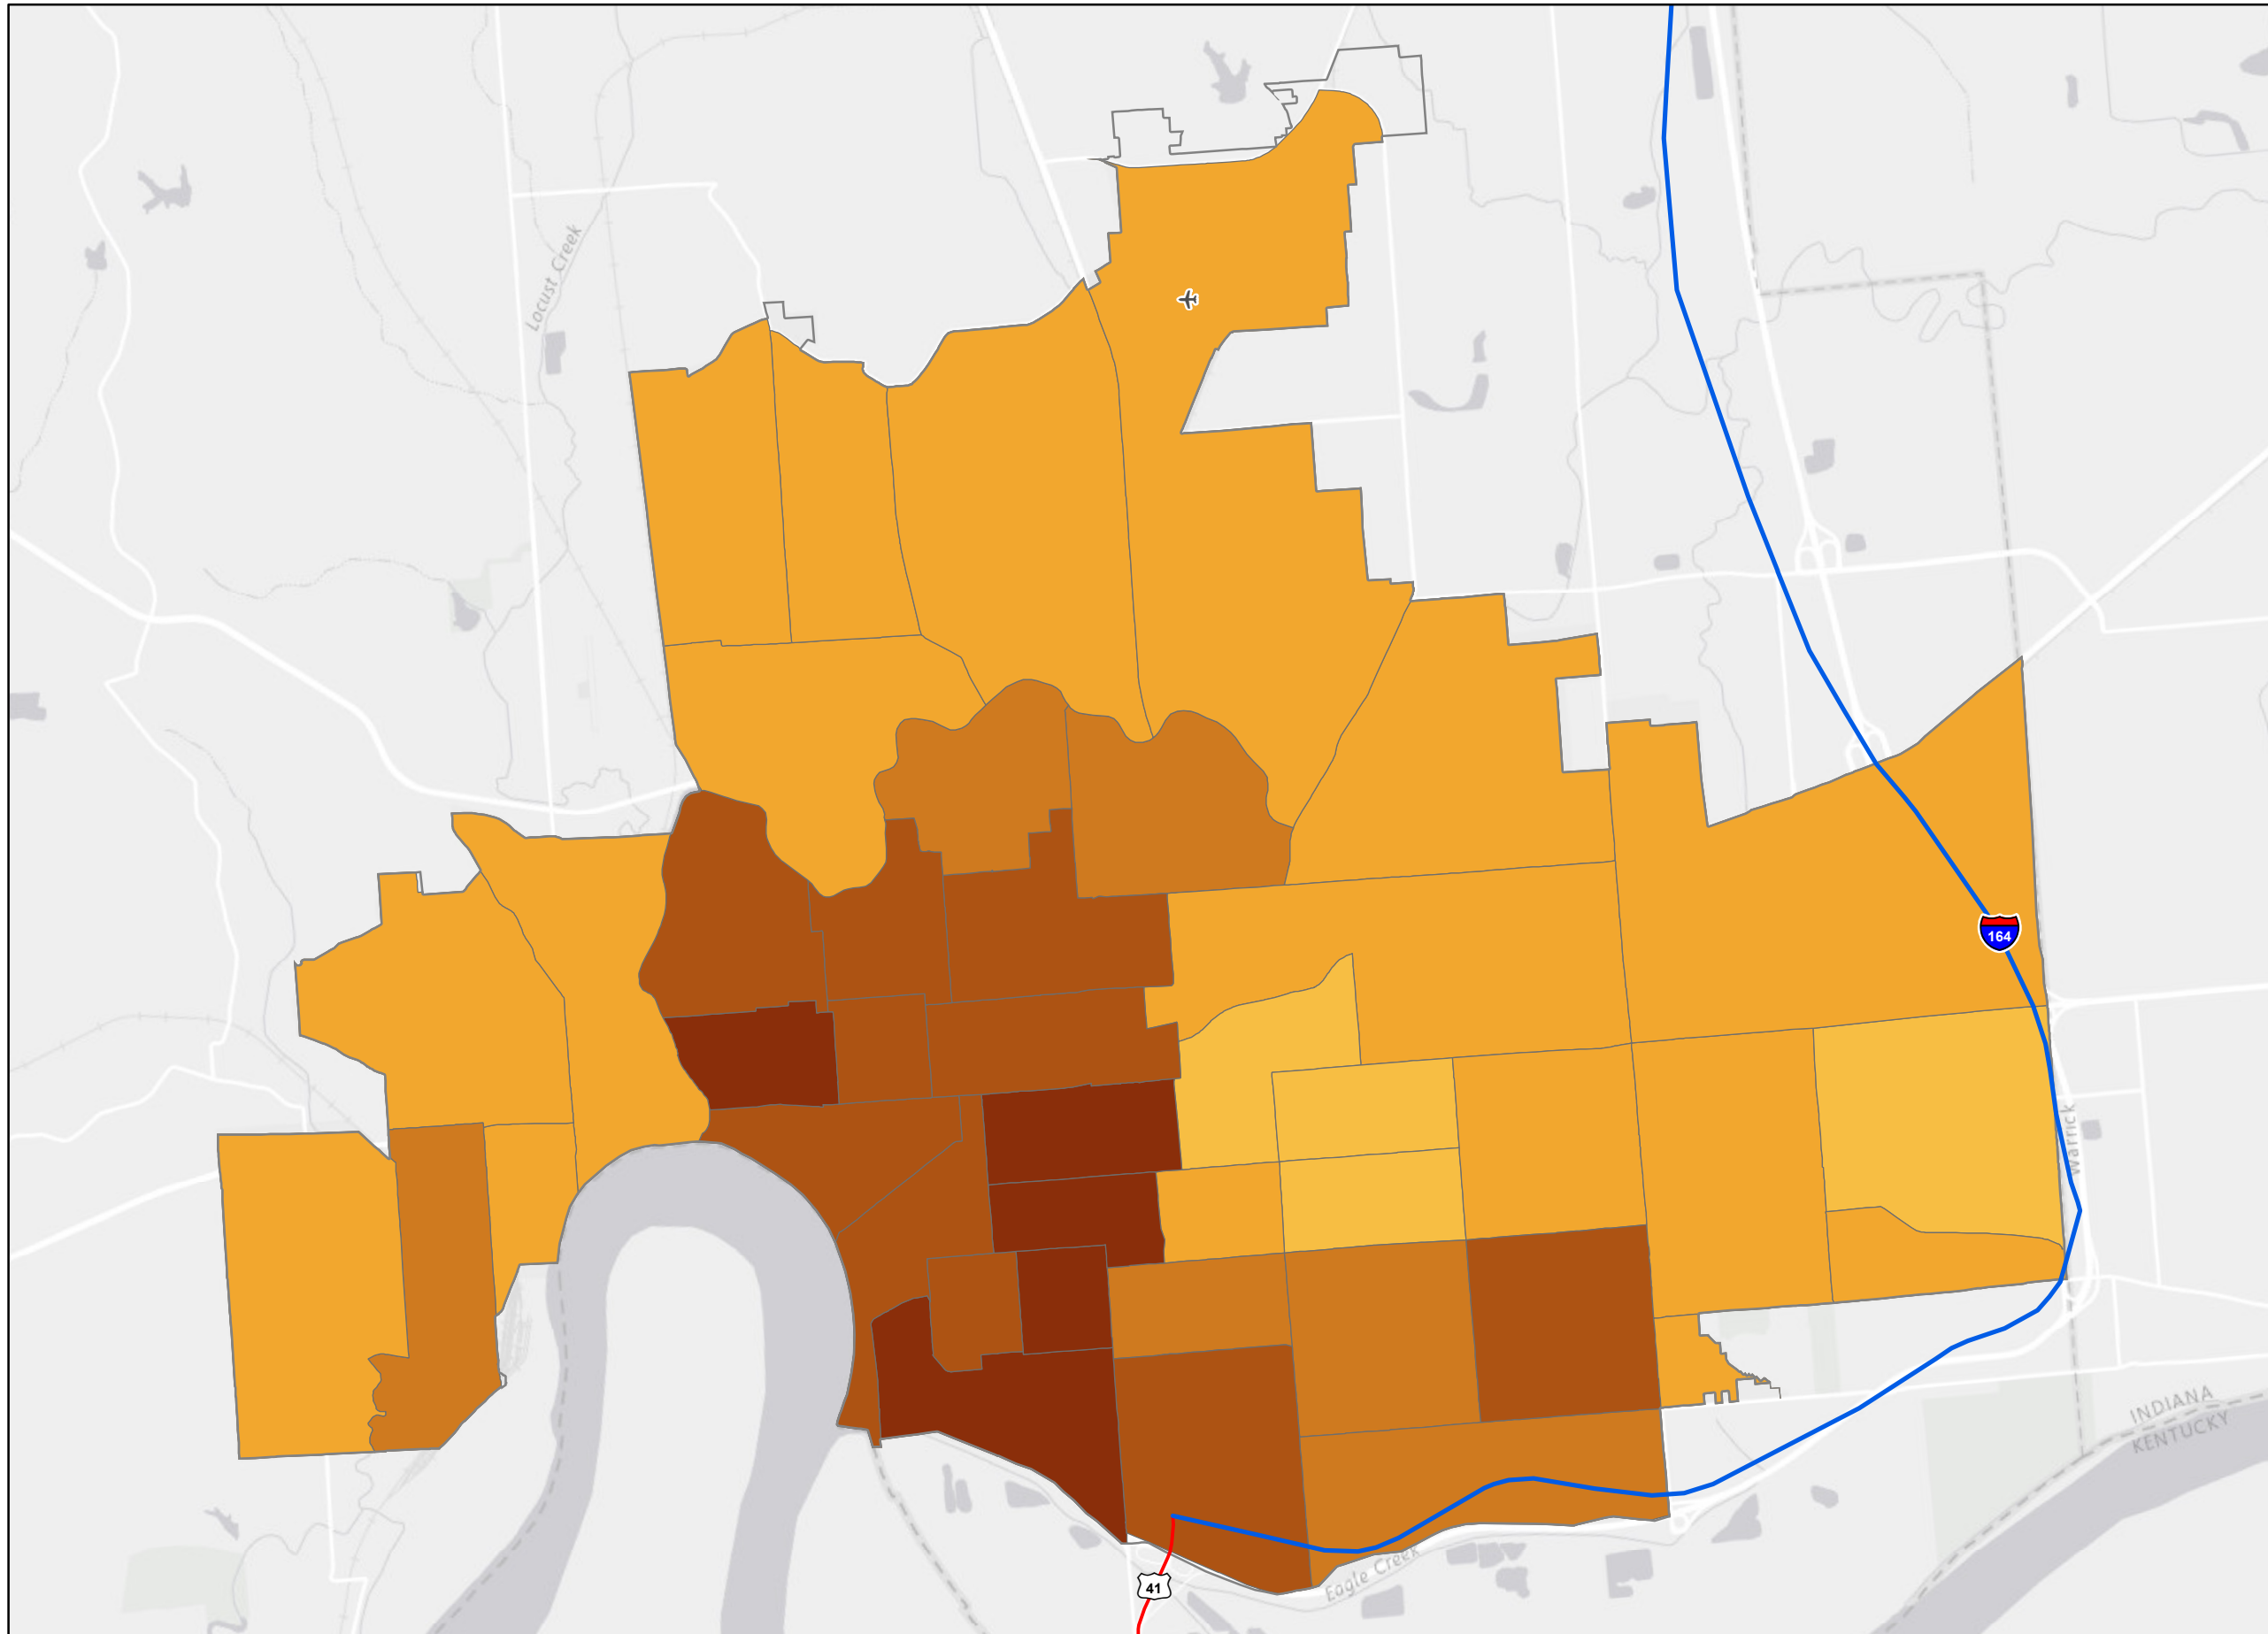 Locust Creek
164
Warrick
INDIANA
KENTUCKY
Eagle Creek
41